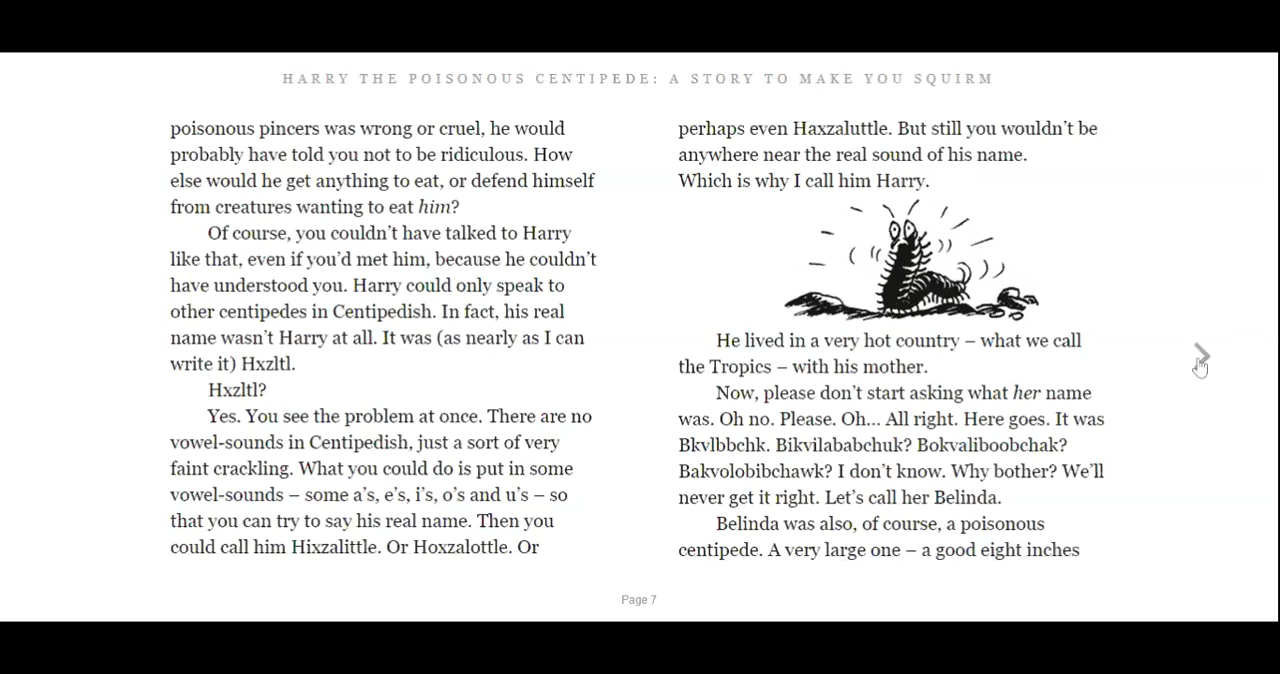 HARRY THE POISONOUS CENTIPEDE: A STORY TO MAKE YOU SQUIRM
poisonous pincers was wrong or cruel, he would
probably have told you not to be ridiculous. How
else would he get anything to eat, or defend himself
from creatures wanting to eat him?
Of course, you couldn’t have talked to Harry
like that, even if you’d met him, because he couldn’t
have understood you. Harry could only speak to
other centipedes in Centipedish. In fact, his real
name wasn’t Harry at all. It was (as nearly as I can
write it) Hxzltl.
Hxzltl?
Yes. You see the problem at once. There are no
vowel-sounds in Centipedish, just a sort of very
faint crackling. What you could do is put in some
vowel-sounds – some a’s, e’s, i’s, o’s and u’s – so
that you can try to say his real name. Then you
could call him Hixzalittle. Or Hoxzalottle. Or
perhaps even Haxzaluttle. But still you wouldn’t be
anywhere near the real sound of his name.
Which is why I call him Harry.
He lived in a very hot country – what we call
the Tropics – with his mother.
Now, please don’t start asking what her name
was. Oh no. Please. Oh... All right. Here goes. It was
Bkvlbbchk. Bikvilababchuk? Bokvaliboobchak?
Bakvolobibchawk? I don’t know. Why bother? We’ll
never get it right. Let’s call her Belinda.
Belinda was also, of course, a poisonous
centipede. A very large one – a good eight inches
Page 7